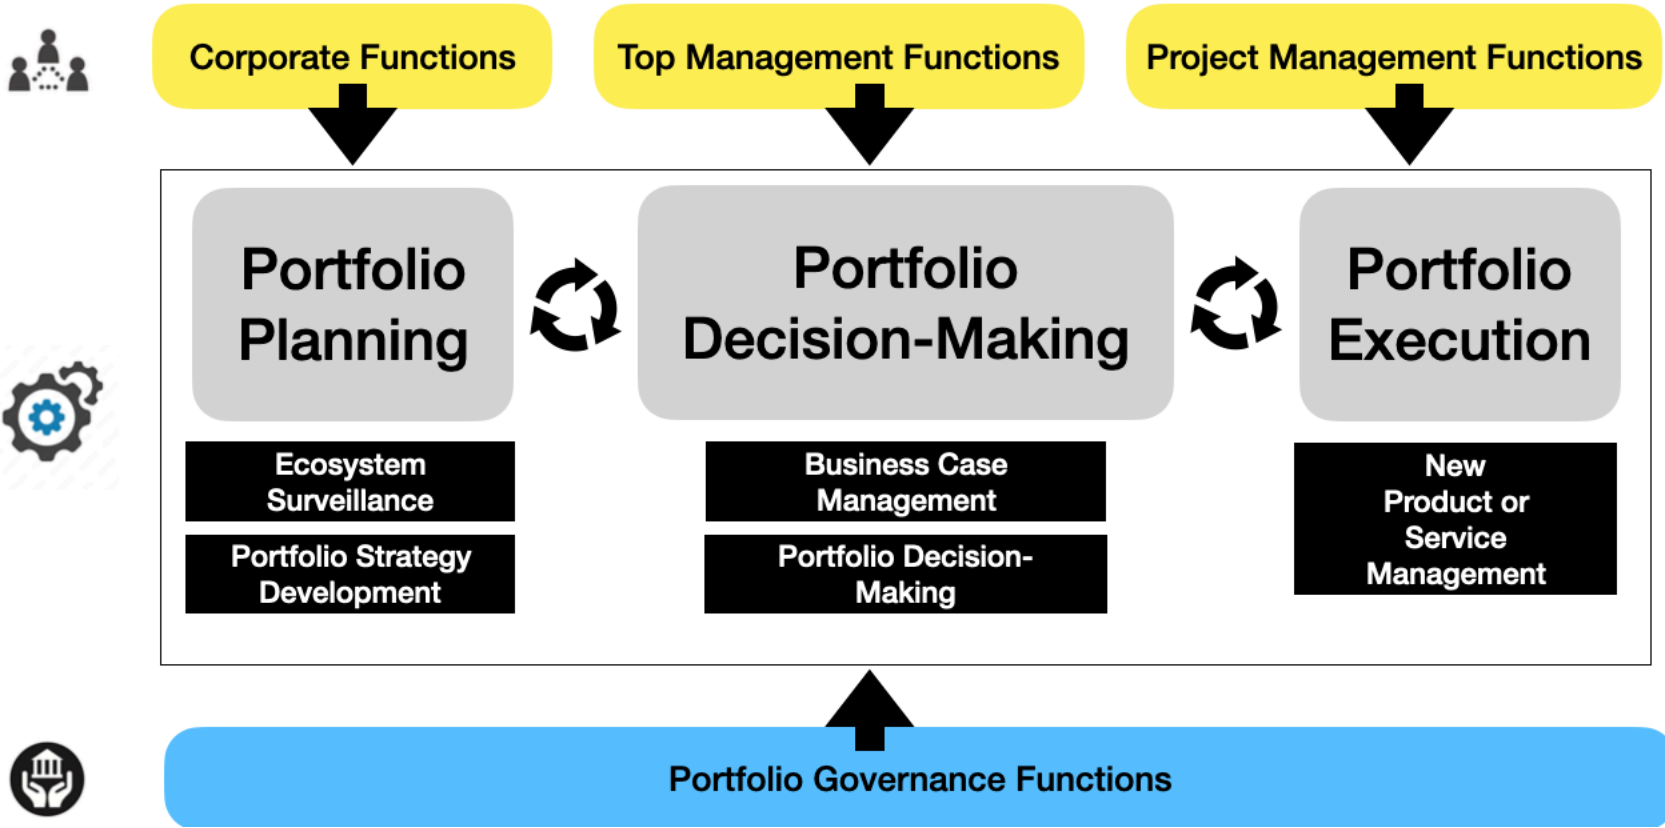 Corporate Functions
Top Management Functions
Project Management Functions
Portfolio
Planning
Portfolio
Decision-Making
Portfolio
Execution
Ecosystem
Surveillance
Portfolio Strategy
Development
Business Case
Management
Portfolio Decision-
Making
New
Product or
Service
Management
Portfolio Governance Functions